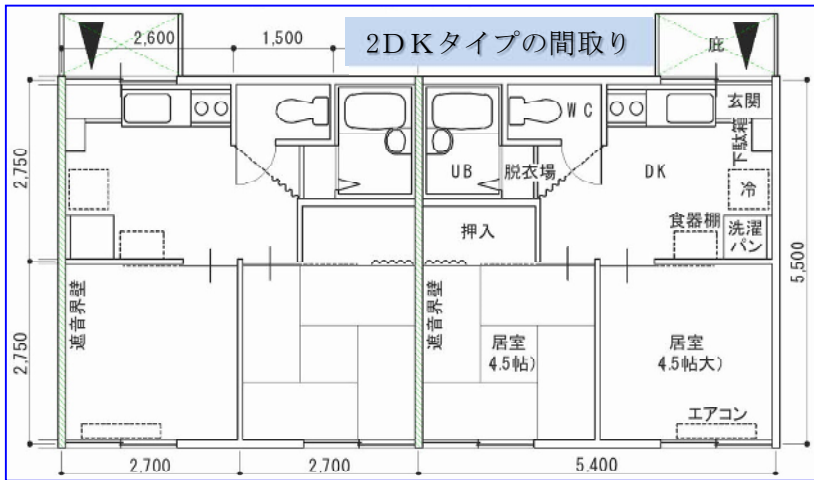 2DKタイプの間取り
2,600
1,500
庇
玄関
WC
下駄箱
2,750
UB
脱衣場
DK
冷
食器棚
洗濯
パン
押入
5,500
遮音界壁
遮音界壁
2,750
居室
4.5帖)
居室
4.5帖大)
エアコン
2,700
2,700
5,400